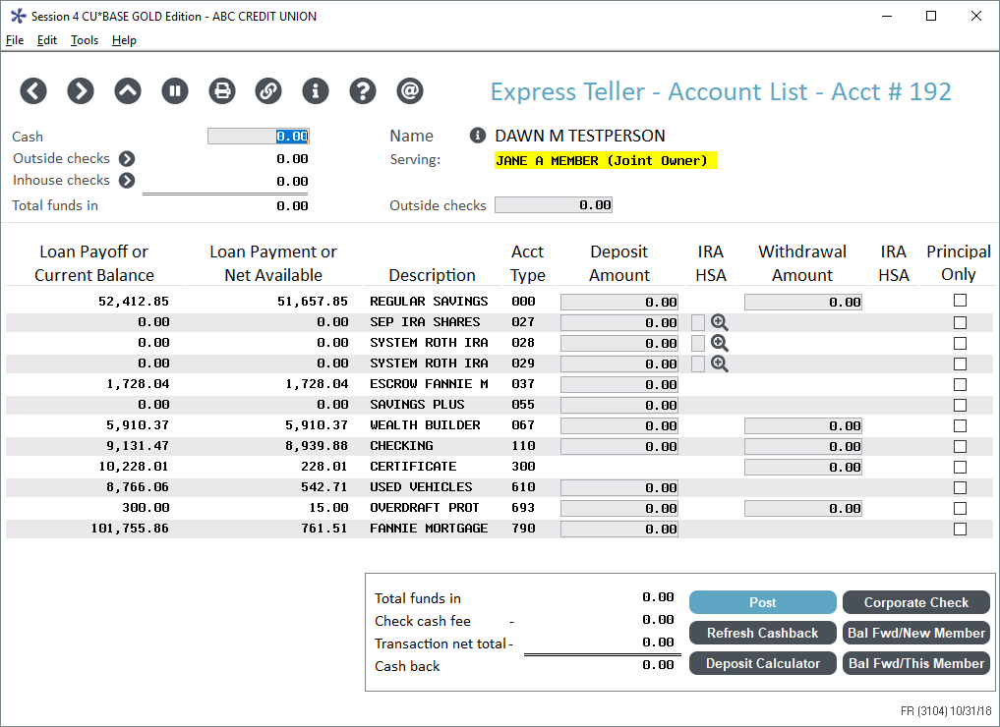 Session 4 CU*BASE GOLD Edition - ABC CREDIT UNION
File Edit Tools Help
Express Teller - Account List - Acct # 192
Cash 0.00 Name DAWN M TESTPERSON
Outside checks 0.00 Serving: JANE A MEMBER (Joint Owner)
Inhouse checks 0.00
Total funds in 0.00 Outside checks 0.00
Loan Payoff or Loan Payment or Acct Deposit IRA Withdrawal IRA Principal
Current Balance Net Available Description Type Amount HSA Amount HSA Only
52,412.85 51,657.85 REGULAR SAVINGS 000 0.00 0.00
0.00 0.00 SEP IRA SHARES 027 0.00
0.00 0.00 SYSTEM ROTH IRA 028 0.00
0.00 0.00 SYSTEM ROTH IRA 029 0.00
1,728.04 1,728.04 ESCROW FANNIE M 037 0.00
0.00 0.00 SAVINGS PLUS 055 0.00
5,910.37 5,910.37 WEALTH BUILDER 067 0.00 0.00
9,131.47 8,939.88 CHECKING 110 0.00 0.00
10,228.01 228.01 CERTIFICATE 300 0.00
8,766.06 542.71 USED VEHICLES 610 0.00
300.00 15.00 OVERDRAFT PROT 693 0.00 0.00
101,755.86 761.51 FANNIE MORTGAGE 790 0.00
Total funds in 0.00 Post Corporate Check
Check cash fee - 0.00
Transaction net total - 0.00 Refresh Cashback Bal Fwd/New Member
Cash back 0.00 Deposit Calculator Bal Fwd/This Member
FR (3104) 10/31/18